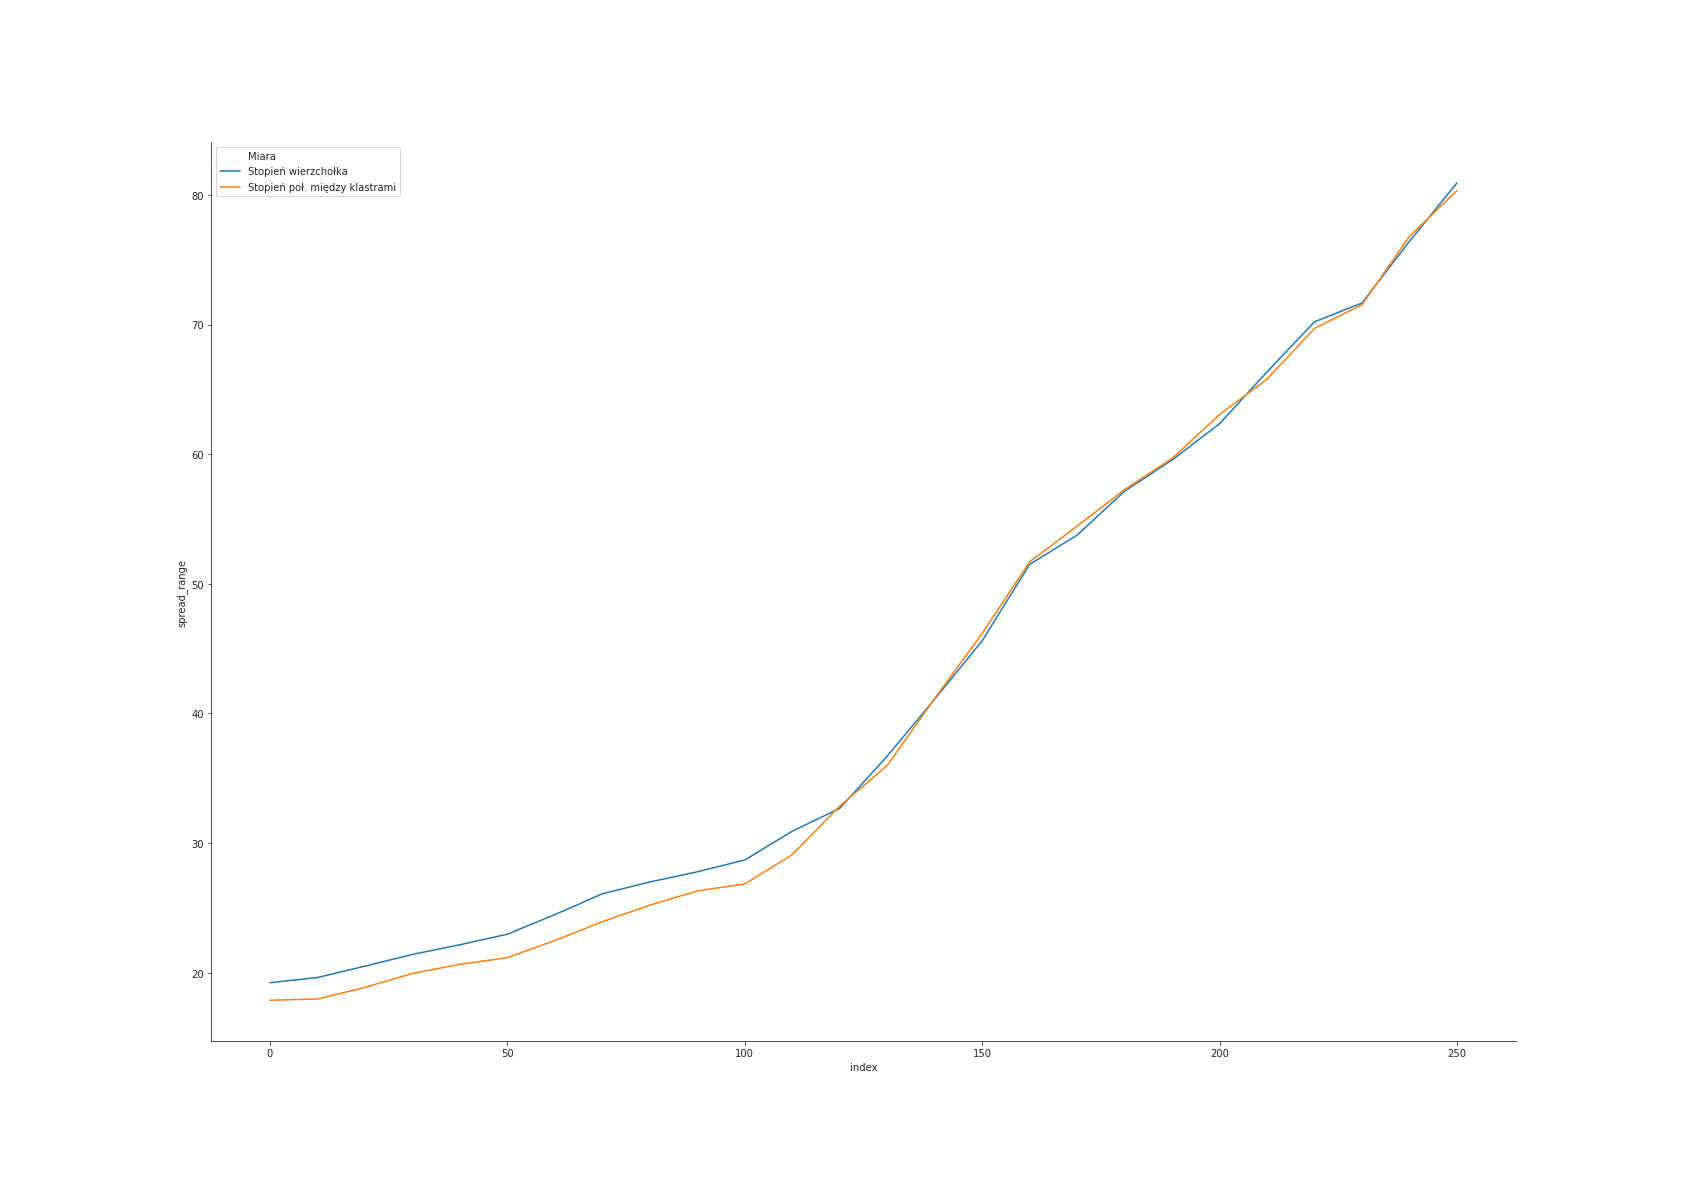 Miara
Stopień wierzchołka
Stopień poł. między klastrami
80
70
60
50
40
30
20
spread_range
0 50 100 150 200 250
index